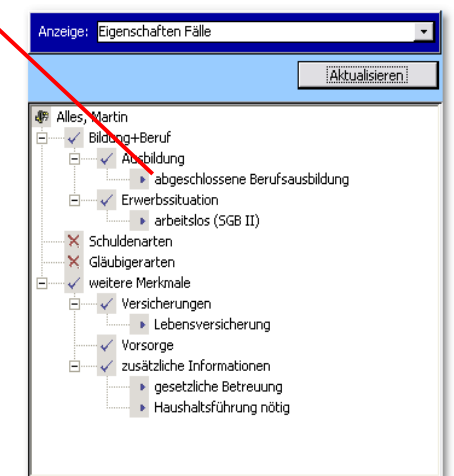 Anzeige: Eigenschaften Fälle
Aktualisieren
Alles, Martin
Bildung+Beruf
Ausbildung
abgeschlossene Berufsausbildung
Erwerbssituation
arbeitslos (SGB II)
Schuldenarten
Gläubigerarten
weitere Merkmale
Versicherungen
Lebensversicherung
Vorsorge
zusätzliche Informationen
gesetzliche Betreuung
Haushaltsführung nötig